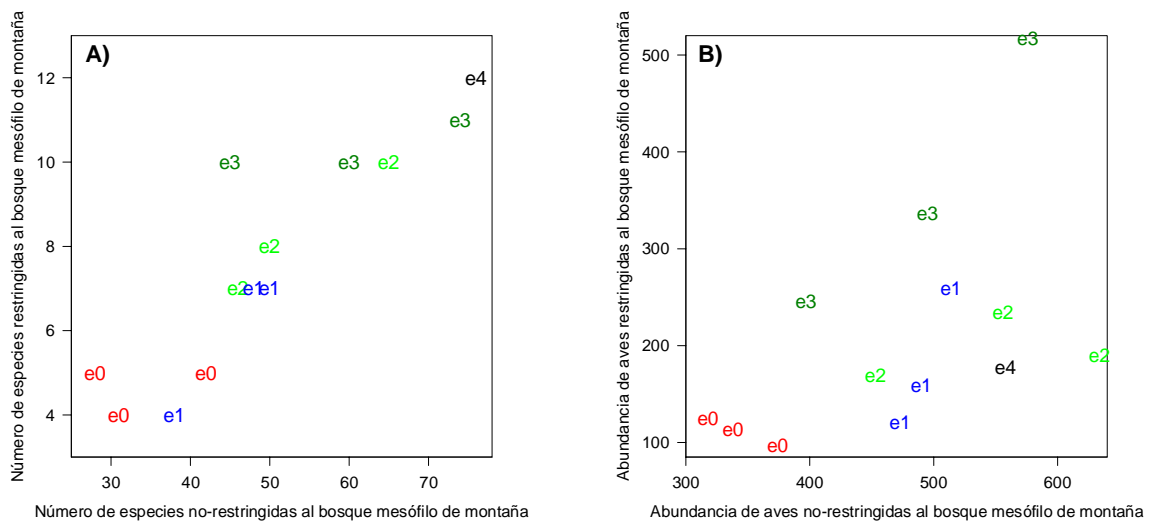 A)
Número de especies restringidas al bosque mesófilo de montaña
12
10
8
6
4
e4
e3
e3
e3
e2
e2
e2
e1
e1
e0
e0
e0
e1
30
40
50
60
70
Número de especies no-restringidas al bosque mesófilo de montaña
B)
Abundancia de aves restringidas al bosque mesófilo de montaña
500
400
300
200
100
e3
e3
e3
e1
e2
e2
e4
e2
e1
e1
e0
e0
e0
300
400
500
600
Abundancia de aves no-restringidas al bosque mesófilo de montaña